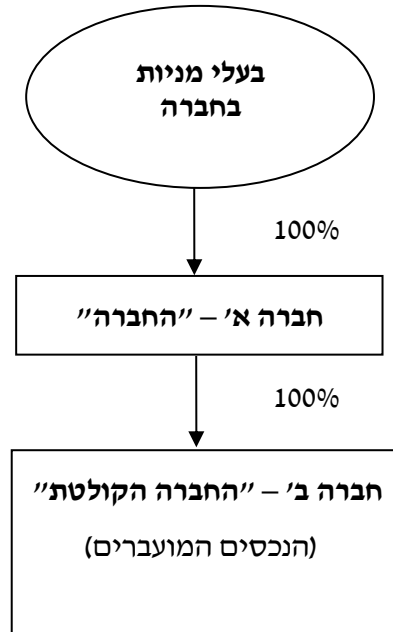 בעלי מניות
בחברה
100%
חברה א' – "החברה"
100%
חברה ב' – "החברה הקולטת"
(הנכסים המועברים)